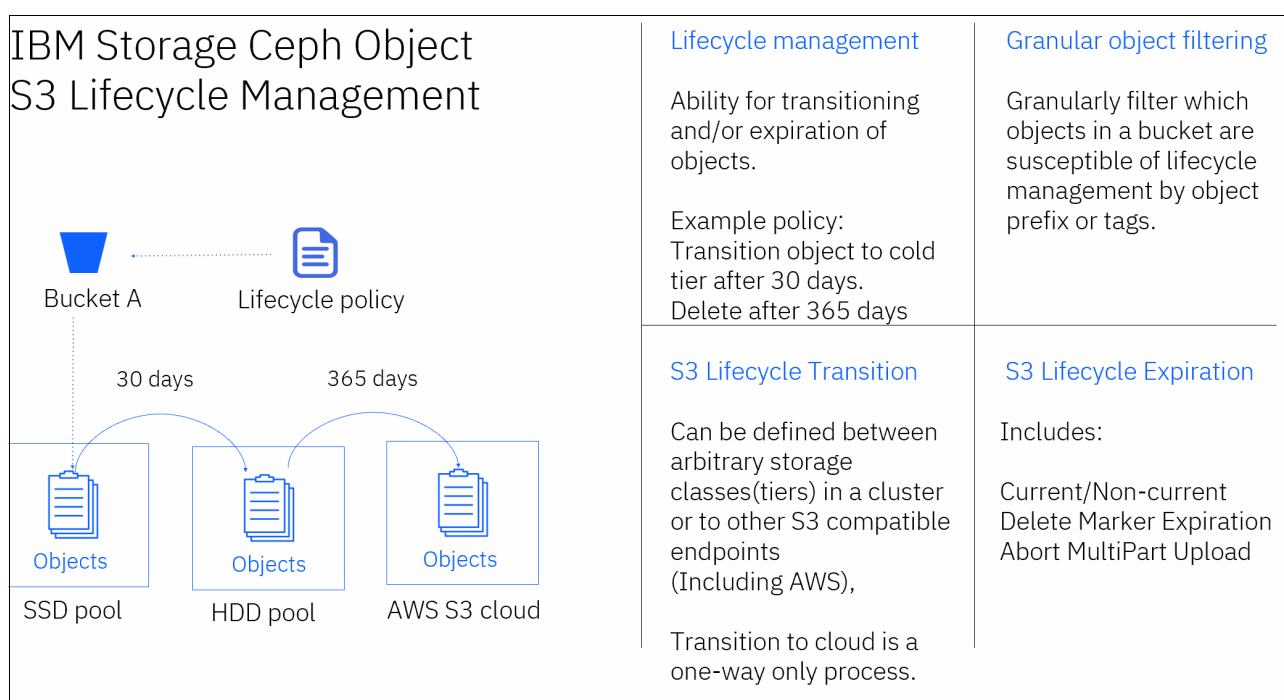 IBM Storage Ceph Object
S3 Lifecycle Management
Bucket A
Lifecycle policy
30 days
365 days
Objects
Objects
Objects
SSD pool
HDD pool
AWS S3 cloud
Lifecycle management
Ability for transitioning
and/or expiration of
objects.
Example policy:
Transition object to cold
tier after 30 days.
Delete after 365 days
Granular object filtering
Granularly filter which
objects in a bucket are
susceptible of lifecycle
management by object
prefix or tags.
S3 Lifecycle Transition
Can be defined between
arbitrary storage
classes(tiers) in a cluster
or to other S3 compatible
endpoints
(Including AWS),
Transition to cloud is a
one-way only process.
S3 Lifecycle Expiration
Includes:
Current/Non-current
Delete Marker Expiration
Abort MultiPart Upload